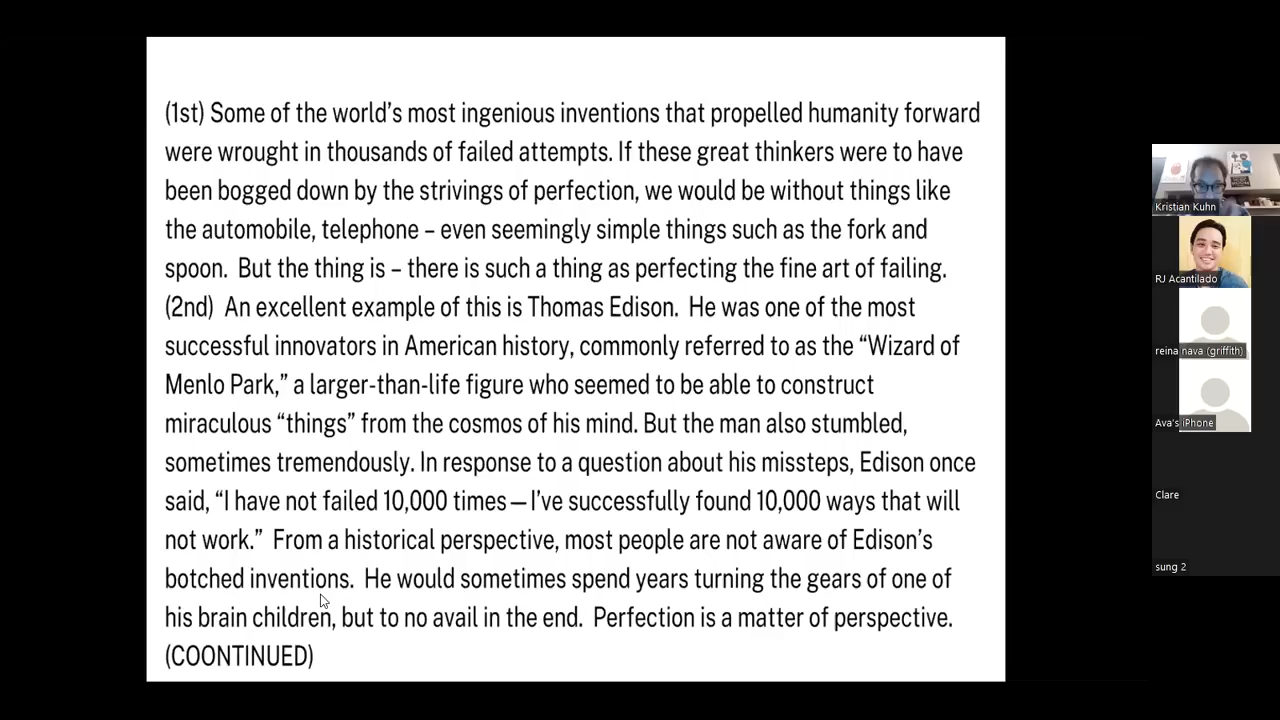 (1st) Some of the world's most ingenious inventions that propelled humanity forward
were wrought in thousands of failed attempts. If these great thinkers were to have
been bogged down by the strivings of perfection, we would be without things like
the automobile, telephone – even seemingly simple things such as the fork and
spoon.  But the thing is – there is such a thing as perfecting the fine art of failing.
(2nd)  An excellent example of this is Thomas Edison.  He was one of the most
successful innovators in American history, commonly referred to as the “Wizard of
Menlo Park,” a larger-than-life figure who seemed to be able to construct
miraculous “things” from the cosmos of his mind. But the man also stumbled,
sometimes tremendously. In response to a question about his missteps, Edison once
said, “I have not failed 10,000 times—I've successfully found 10,000 ways that will
not work.”  From a historical perspective, most people are not aware of Edison's
botched inventions.  He would sometimes spend years turning the gears of one of
his brain children, but to no avail in the end.  Perfection is a matter of perspective.
(COONTINUED)
Kristian Kuhn
RJ Acantilado
reina nava (griffith)
Ava's iPhone
Clare
sung 2